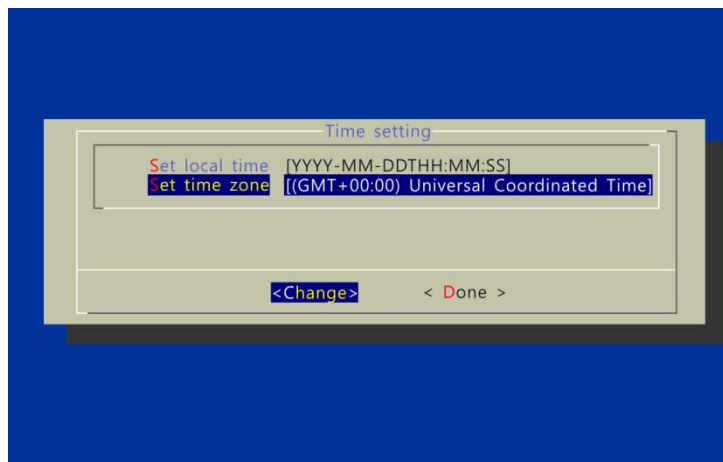 Time setting
Set local time [YYYY-MM-DDTHH:MM:SS]
Set time zone [(GMT+00:00) Universal Coordinated Time]
<Change> < Done >